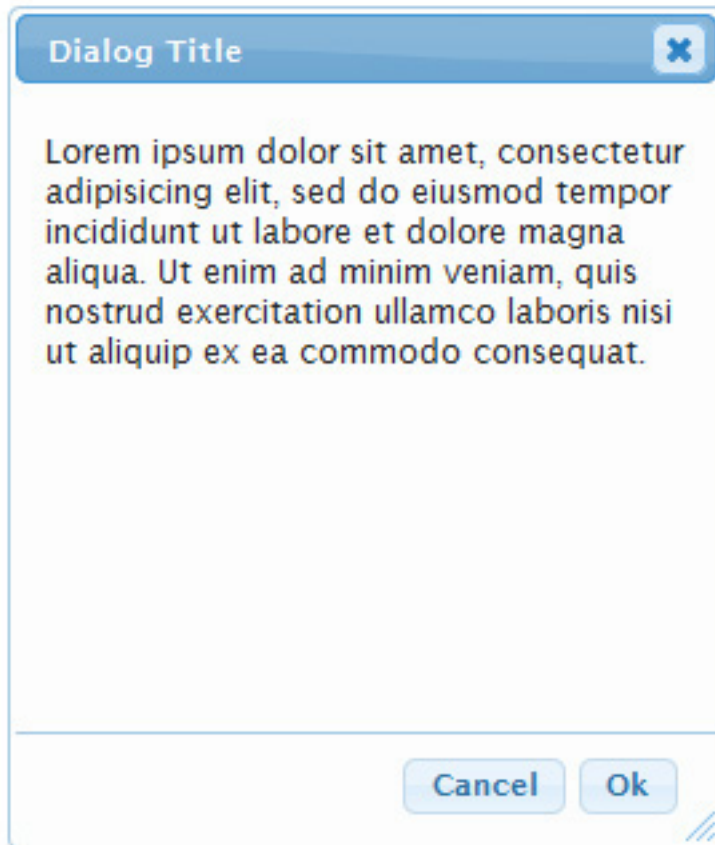 Dialog Title
Lorem ipsum dolor sit amet, consectetur
adipisicing elit, sed do eiusmod tempor
incididunt ut labore et dolore magna
aliqua. Ut enim ad minim veniam, quis
nostrud exercitation ullamco laboris nisi
ut aliquip ex ea commodo consequat.
Cancel Ok